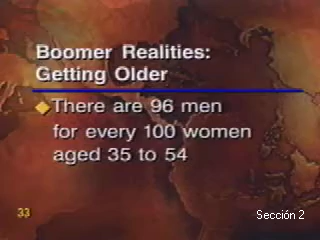 Boomer Realities:
Getting Older
There are 96 men
for every 100 women
aged 35 to 54
33
Sección 2